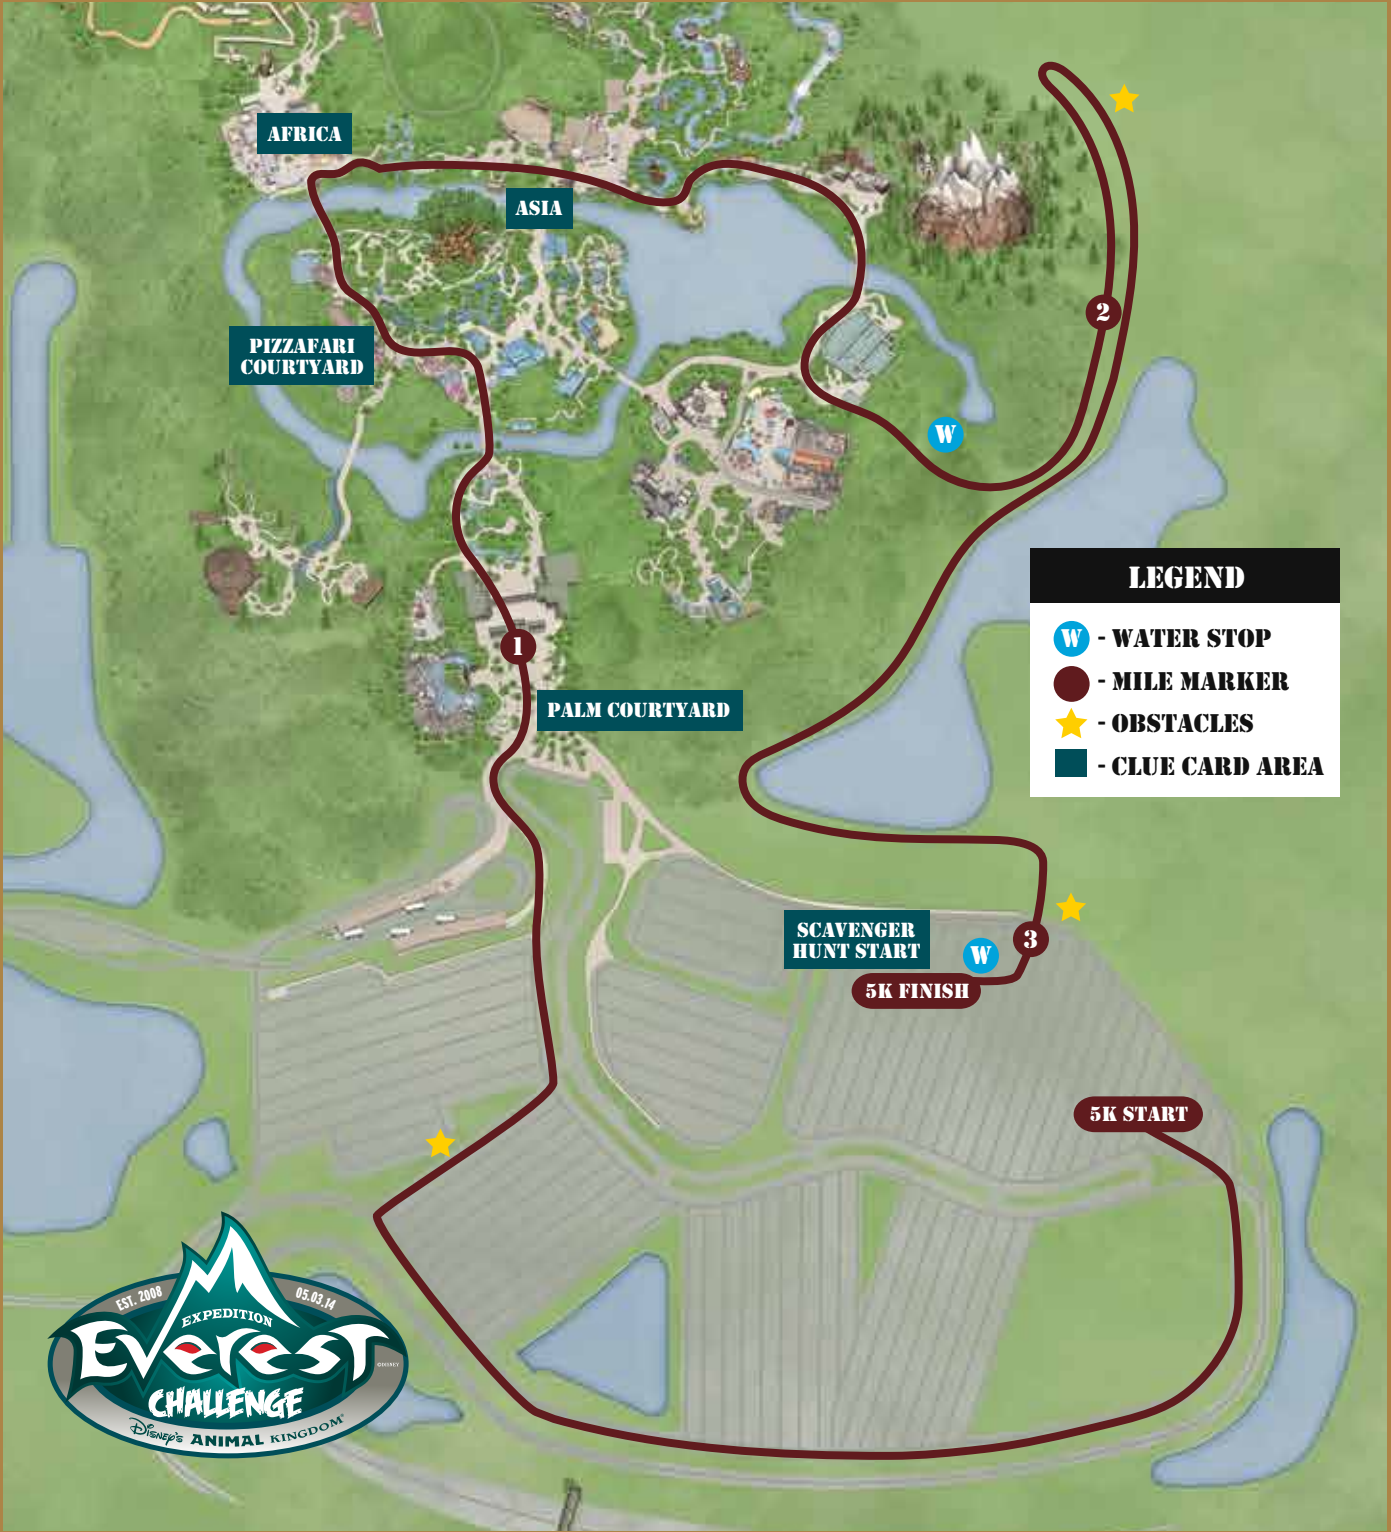 AFRICA
ASIA
PIZZAFARI
COURTYARD
2
W
LEGEND
W - WATER STOP
- MILE MARKER
- OBSTACLES
- CLUE CARD AREA
1
PALM COURTYARD
SCAVENGER
HUNT START
W
3
5K FINISH
5K START
EST. 2008
05.03.14
EXPEDITION
EVEREST
©DISNEY
CHALLENGE
DISNEY'S ANIMAL KINGDOM®